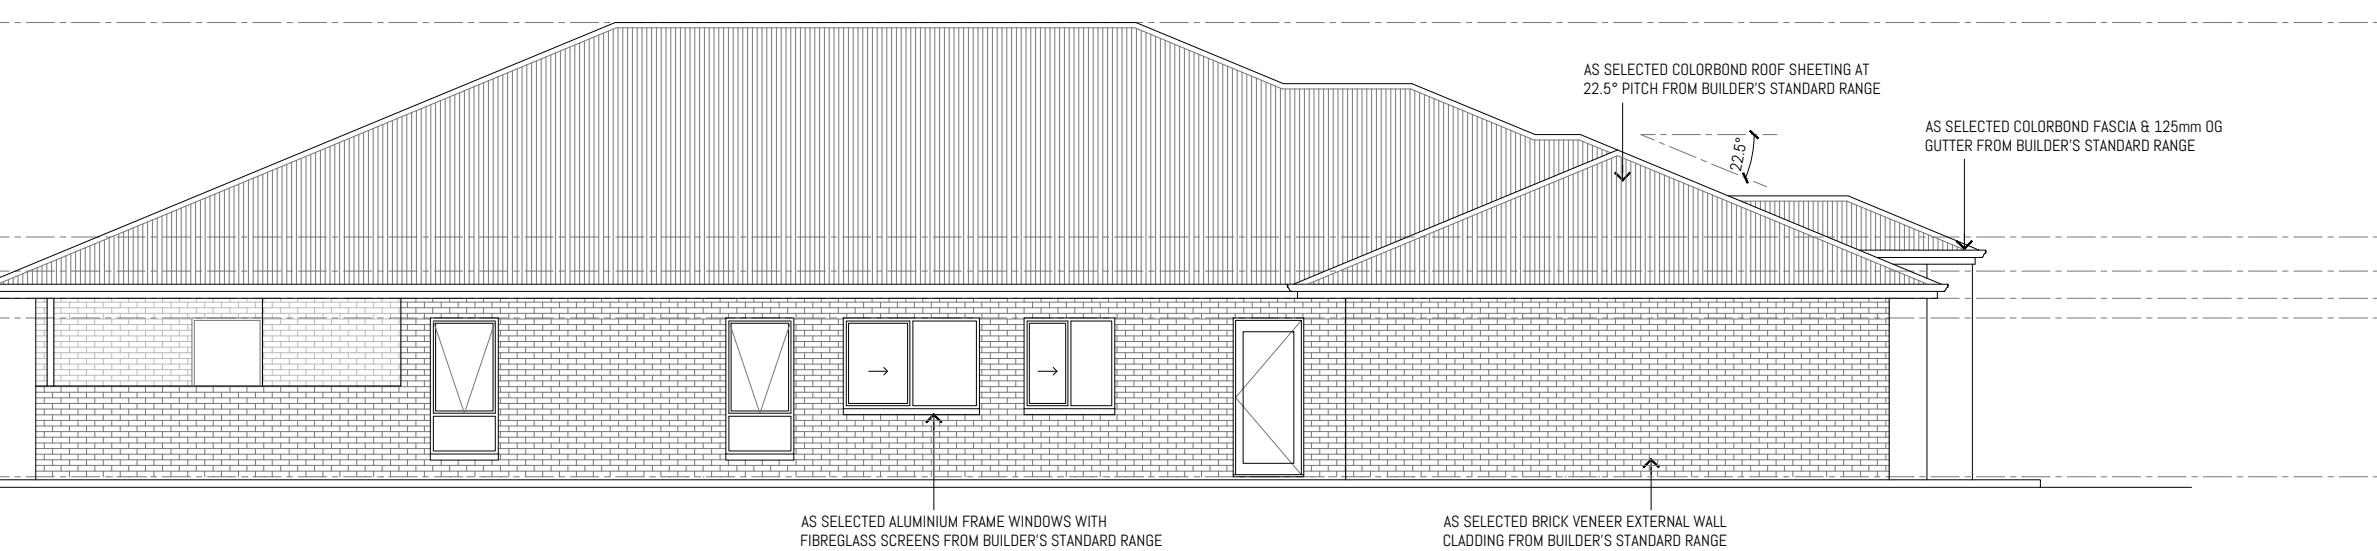 AS SELECTED COLORBOND ROOF SHEETING AT
22.5° PITCH FROM BUILDER'S STANDARD RANGE
AS SELECTED COLORBOND FASCIA & 125mm OG
GUTTER FROM BUILDER'S STANDARD RANGE
22.5°
AS SELECTED ALUMINIUM FRAME WINDOWS WITH
FIBREGLASS SCREENS FROM BUILDER'S STANDARD RANGE
AS SELECTED BRICK VENEER EXTERNAL WALL
CLADDING FROM BUILDER'S STANDARD RANGE